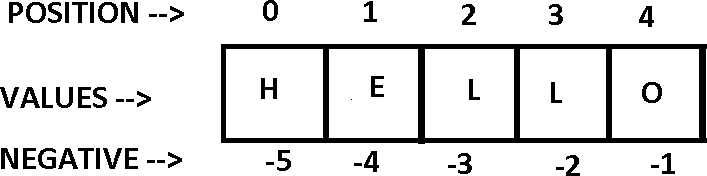 POSITION --> 0 1 2 3 4
VALUES --> H E L L O
NEGATIVE --> -5 -4 -3 -2 -1